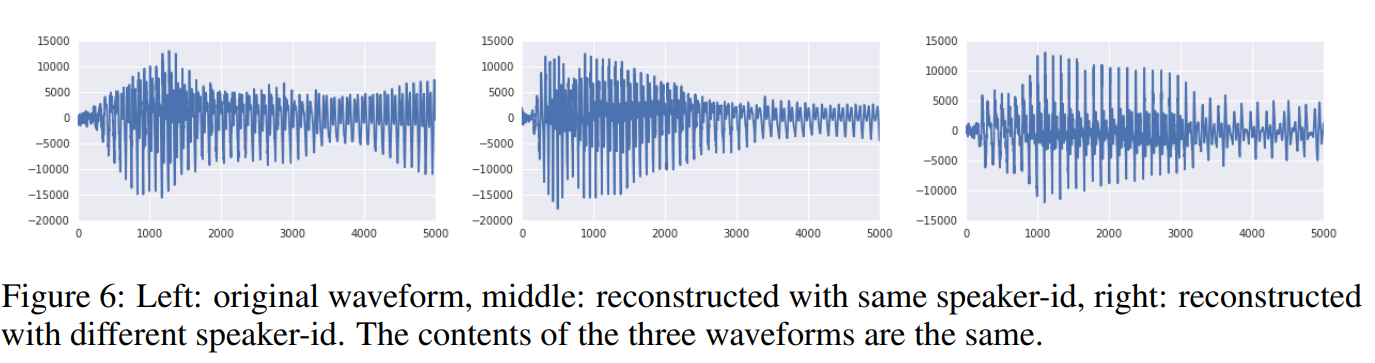 15000 10000 5000 0 −5000 −10000 −15000 −20000
0 1000 2000 3000 4000 5000
15000 10000 5000 0 −5000 −10000 −15000 −20000
0 1000 2000 3000 4000 5000
15000 10000 5000 0 −5000 −10000 −15000
0 1000 2000 3000 4000 5000
Figure 6: Left: original waveform, middle: reconstructed with same speaker-id, right: reconstructed
with different speaker-id. The contents of the three waveforms are the same.